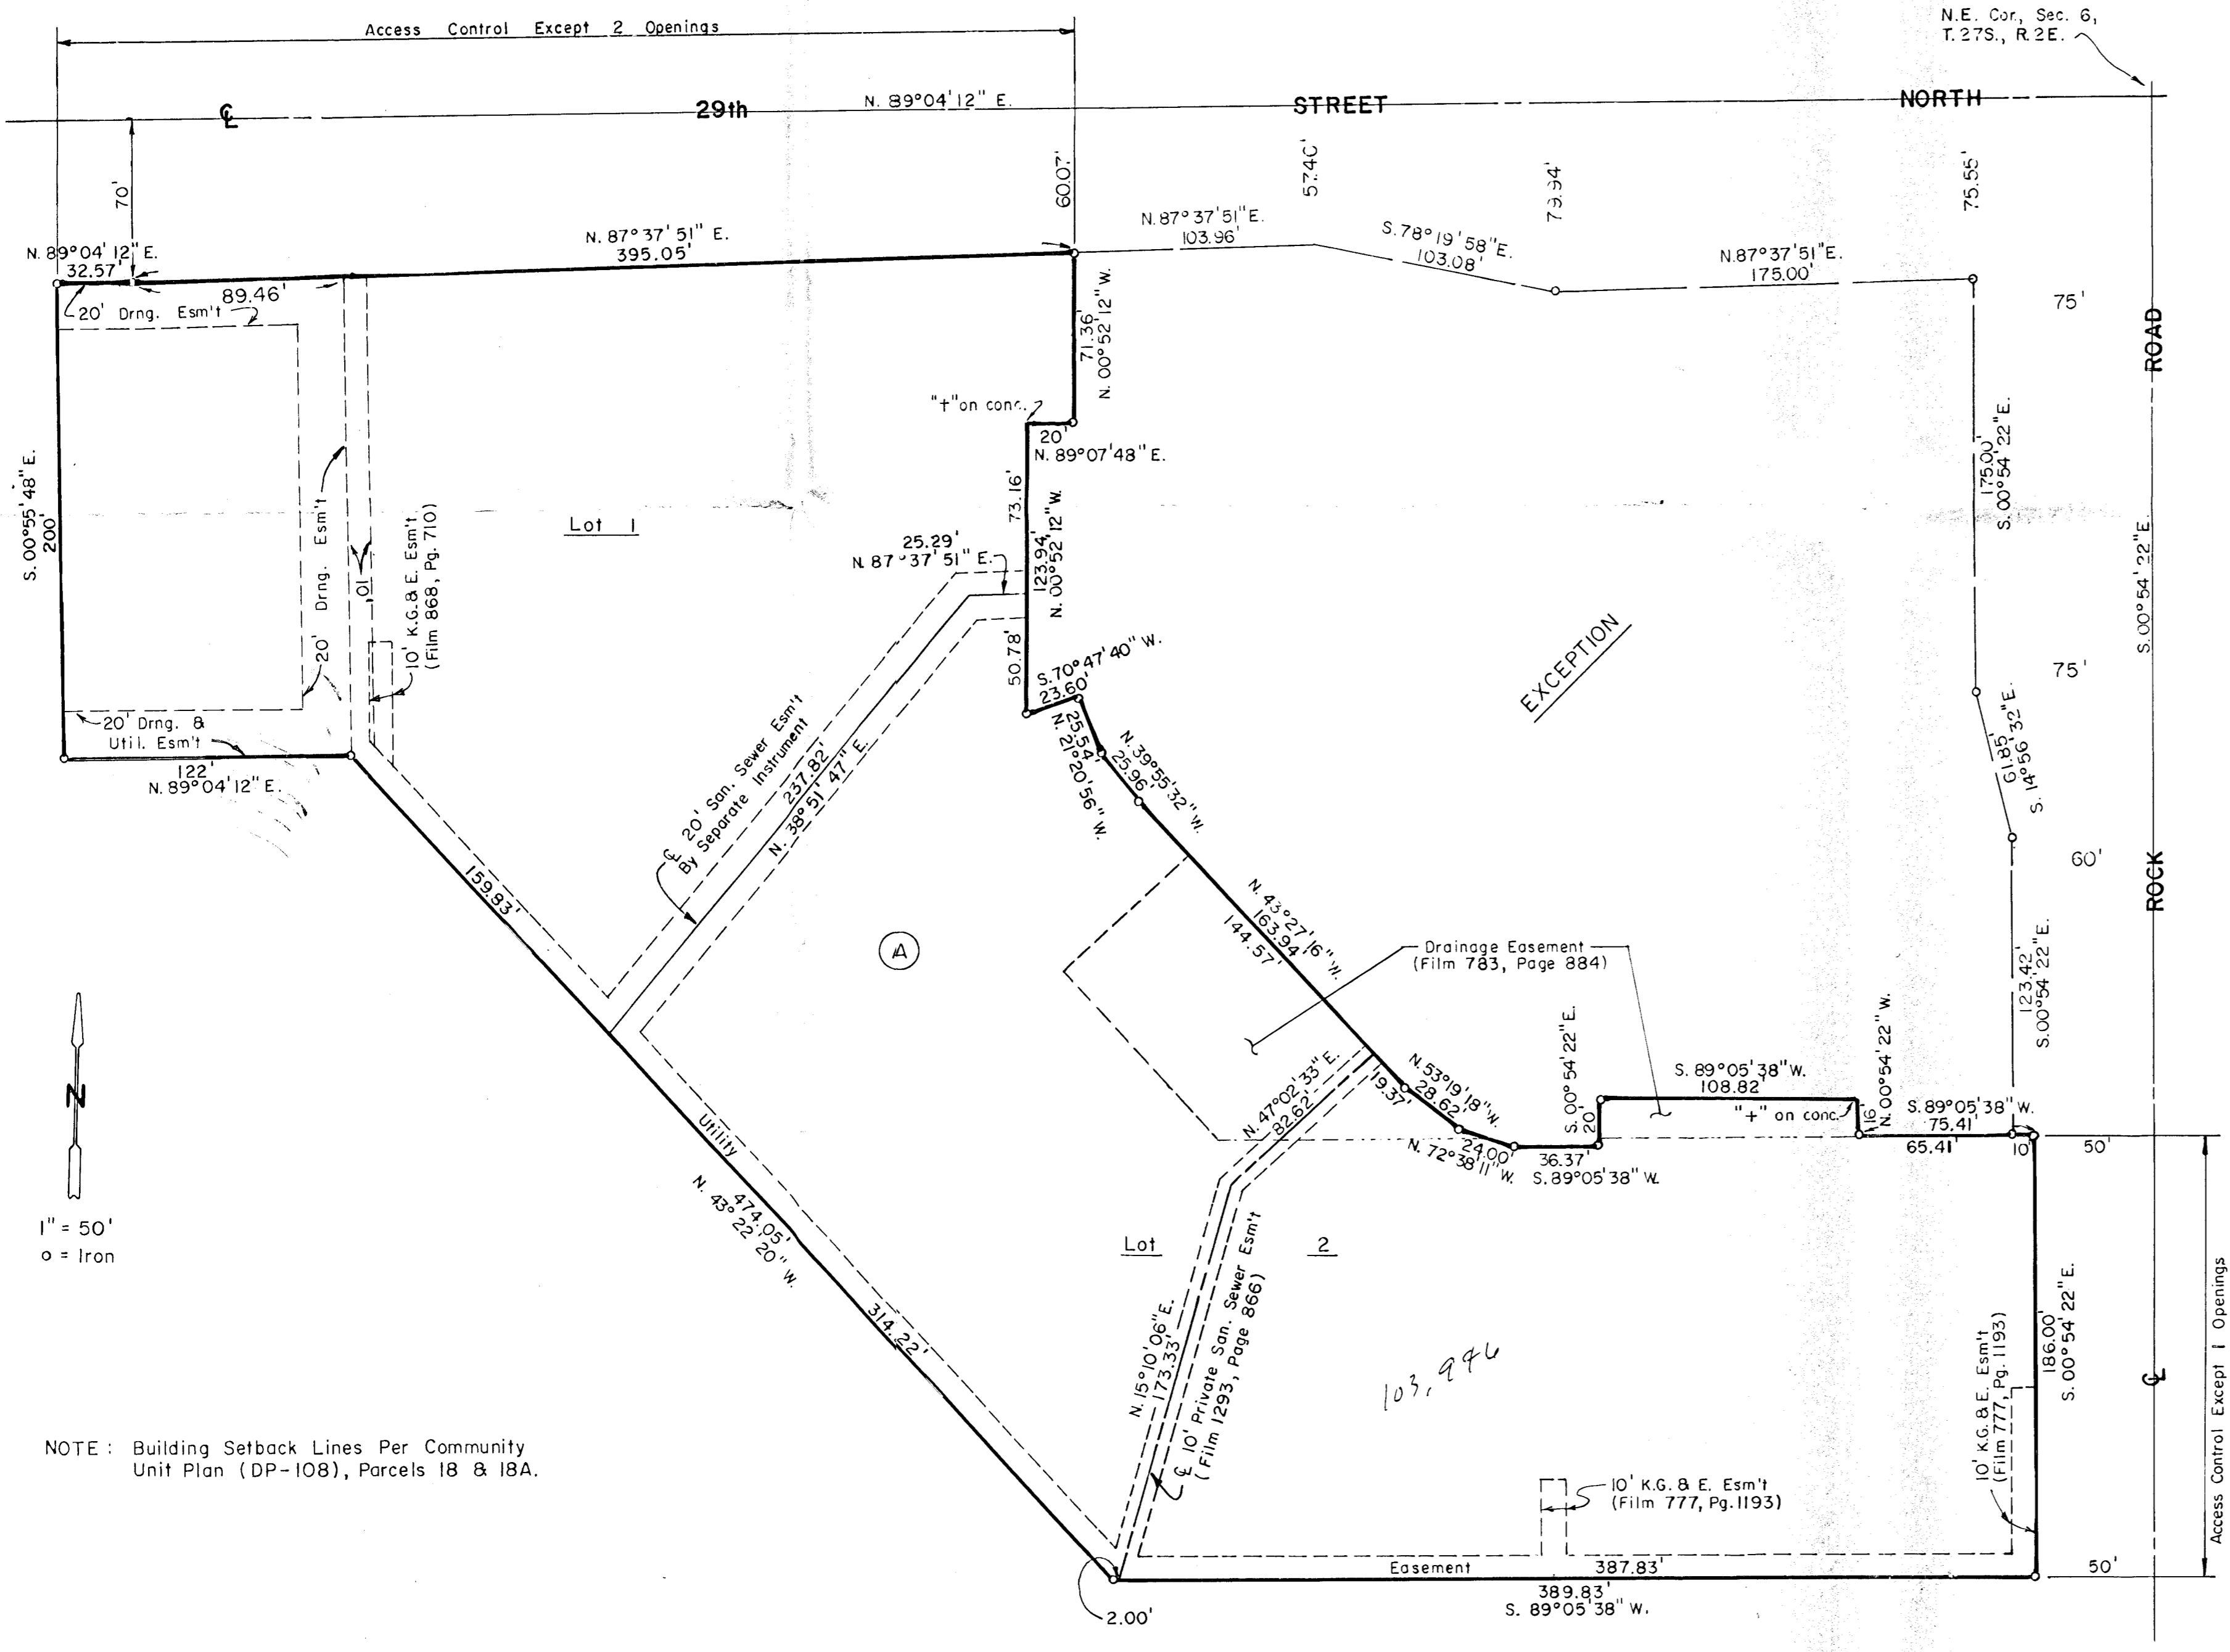 N.E. Cor., Sec. 6,
T.27S., R.2E.
Access Control Except 2 Openings
℄
29th
N. 89°04'12" E.
STREET
NORTH
70'
60.07'
57.40'
79.94'
75.55'
N. 89°04'12" E.
32.57'
N. 87°37'51" E.
395.05'
N. 87°37'51" E.
103.96'
S. 78°19'58" E.
103.08'
N. 87°37'51" E.
175.00'
75'
89.46'
20' Drng. Esm't
71.36'
N. 00°52'12" W.
ROAD
"+" on conc.
20'
N. 89°07'48" E.
S. 00°55'48" E.
200'
20' Drng. Esm't
10'
10' K.G. & E. Esm't
(Film 868, Pg. 710)
Lot 1
73.16'
123.94'
N. 00°52'12" W.
25.29'
N. 87°37'51" E.
50.78'
175.00'
S. 00°54'22" E.
S. 00°54'22" E.
EXCEPTION
75'
S. 70°47'40" W.
23.60'
25.54'
N. 21°20'56" W.
N. 39°55'32" W.
25.96'
61.85'
S. 14°56'32" E.
20' Drng. &
Util. Esm't
122'
N. 89°04'12" E.
℄ 20' San. Sewer Esm't
By Separate Instrument
237.82'
N. 38°51'47" E.
60'
ROCK
159.83'
A
N. 43°27'16" W.
163.94'
144.57'
Drainage Easement
(Film 783, Page 884)
123.42'
S. 00°54'22" E.
N
1" = 50'
o = Iron
N. 47°02'33" E.
82.62'
19.37'
N. 53°19'18" W.
28.62'
24.00'
N. 72°38'11" W.
S. 00°54'22" E.
20'
36.37'
S. 89°05'38" W.
S. 89°05'38" W.
108.82'
"+" on conc.
16'
N. 00°54'22" W.
S. 89°05'38" W.
75.41'
65.41'
10'
50'
Utility
474.05'
N. 43°22'20" W.
314.22'
Lot 2
N. 15°10'06" E.
173.33'
℄ 10' Private San. Sewer Esm't
(Film 1293, Page 866)
103,946
186.00'
S. 00°54'22" E.
10' K.G. & E. Esm't
(Film 777, Pg. 1193)
℄
Access Control Except 1 Openings
NOTE: Building Setback Lines Per Community
Unit Plan (DP-108), Parcels 18 & 18A.
10' K.G. & E. Esm't
(Film 777, Pg. 1193)
Easement
387.83'
389.83'
S. 89°05'38" W.
50'
2.00'